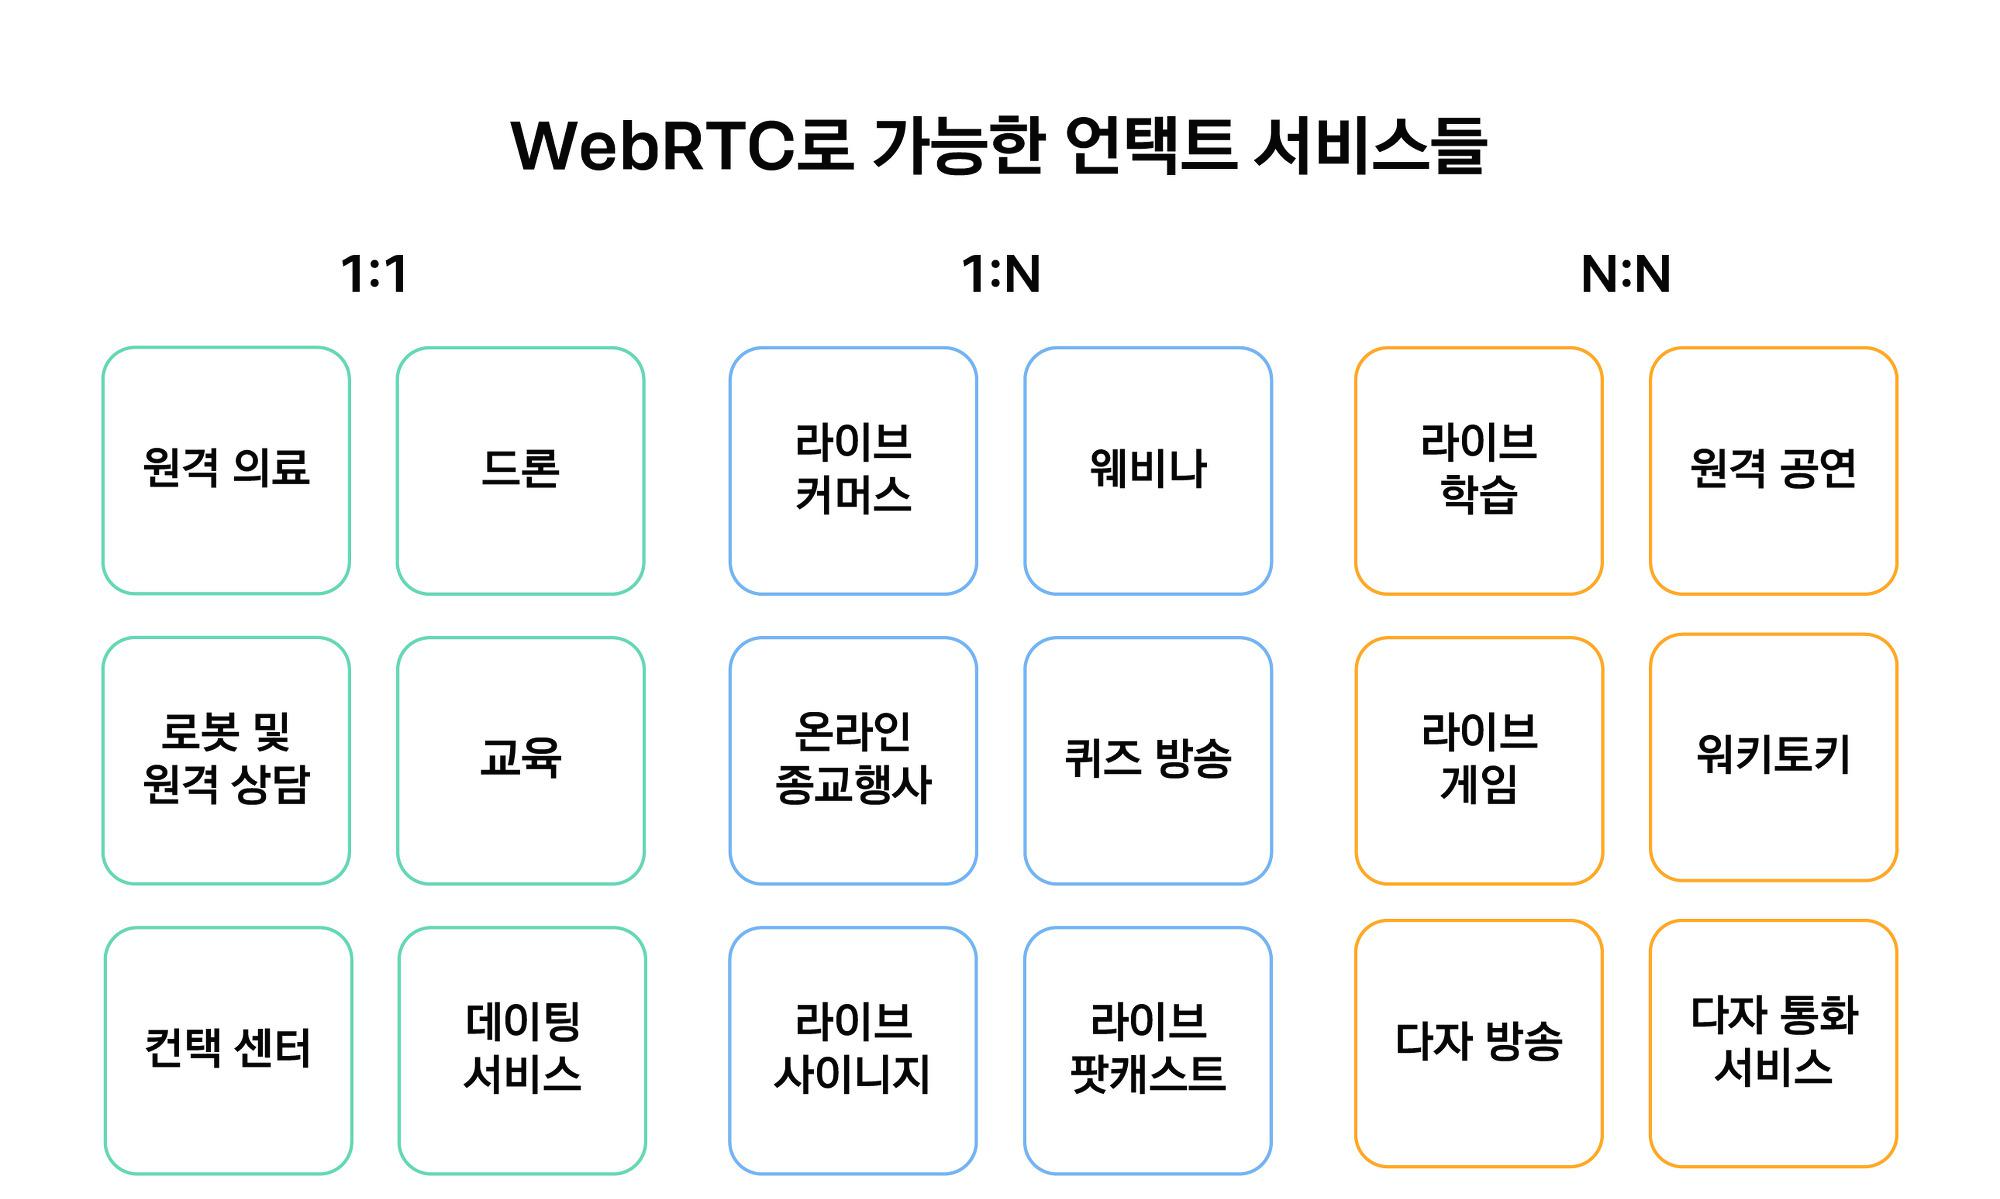 WebRTC로 가능한 언택트 서비스들
1:1
1:N
N:N
원격 의료
드론
라이브
커머스
웨비나
라이브
학습
원격 공연
로봇 및
원격 상담
교육
온라인
종교행사
퀴즈 방송
라이브
게임
워키토키
컨택 센터
데이팅
서비스
라이브
사이니지
라이브
팟캐스트
다자 방송
다자 통화
서비스